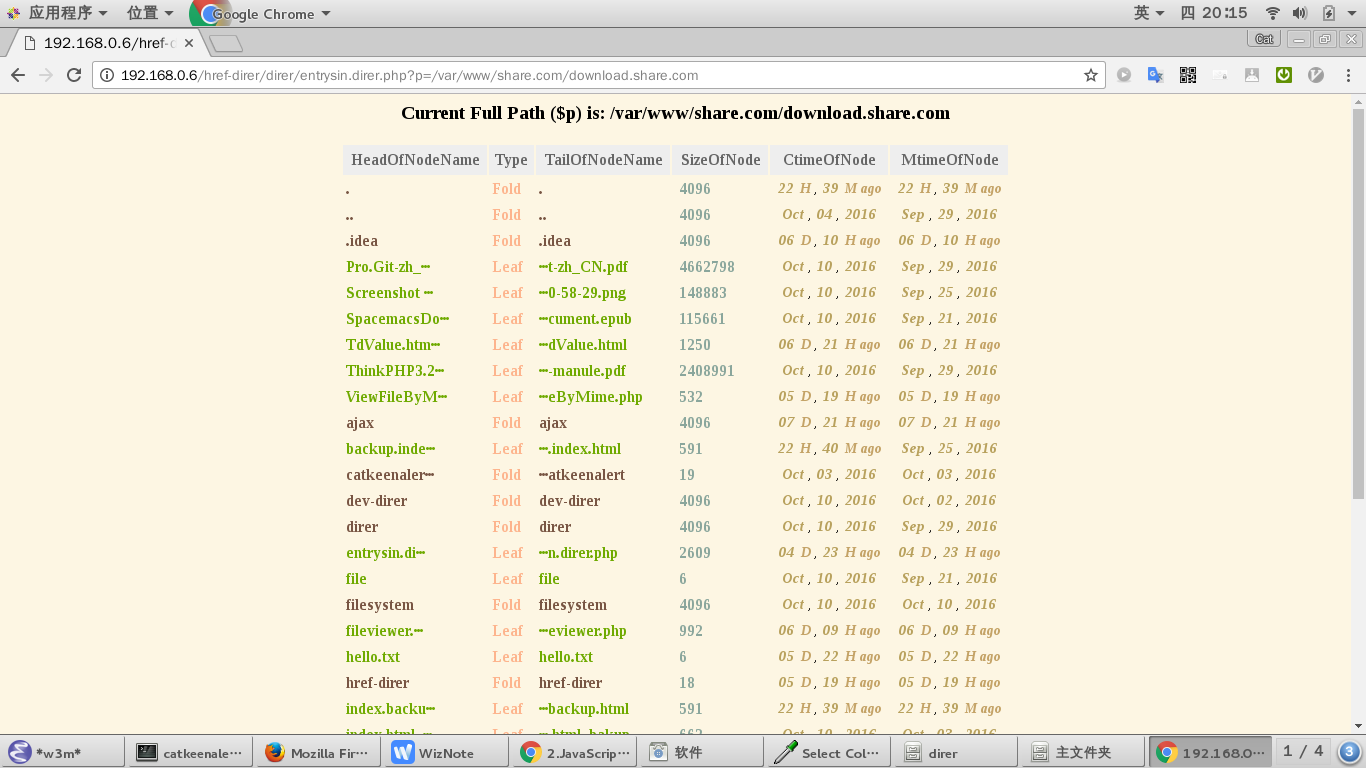 应用程序 位置 Google Chrome 英 四 20:15
192.168.0.6/href-d Cat
192.168.0.6/href-direr/direr/entrysin.direr.php?p=/var/www/share.com/download.share.com
Current Full Path ($p) is: /var/www/share.com/download.share.com
HeadOfNodeName Type TailOfNodeName SizeOfNode CtimeOfNode MtimeOfNode
. Fold . 4096 22 H, 39 M ago 22 H, 39 M ago
.. Fold .. 4096 Oct, 04, 2016 Sep, 29, 2016
.idea Fold .idea 4096 06 D, 10 H ago 06 D, 10 H ago
Pro.Git-zh_··· Leaf ···t-zh_CN.pdf 4662798 Oct, 10, 2016 Sep, 29, 2016
Screenshot ··· Leaf ···0-58-29.png 148883 Oct, 10, 2016 Sep, 25, 2016
SpacemacsDo··· Leaf ···cument.epub 115661 Oct, 10, 2016 Sep, 21, 2016
TdValue.htm··· Leaf ···dValue.html 1250 06 D, 21 H ago 06 D, 21 H ago
ThinkPHP3.2··· Leaf ···-manule.pdf 2408991 Oct, 10, 2016 Sep, 29, 2016
ViewFileByM··· Leaf ···eByMime.php 532 05 D, 19 H ago 05 D, 19 H ago
ajax Fold ajax 4096 07 D, 21 H ago 07 D, 21 H ago
backup.inde··· Leaf ···.index.html 591 22 H, 40 M ago Sep, 25, 2016
catkeenaler··· Fold ···atkeenalert 19 Oct, 03, 2016 Oct, 03, 2016
dev-direr Fold dev-direr 4096 Oct, 10, 2016 Oct, 02, 2016
direr Fold direr 4096 Oct, 10, 2016 Sep, 29, 2016
entrysin.di··· Leaf ···n.direr.php 2609 04 D, 23 H ago 04 D, 23 H ago
file Leaf file 6 Oct, 10, 2016 Sep, 21, 2016
filesystem Fold filesystem 4096 Oct, 10, 2016 Oct, 10, 2016
fileviewer.··· Leaf ···eviewer.php 992 06 D, 09 H ago 06 D, 09 H ago
hello.txt Leaf hello.txt 6 05 D, 22 H ago 05 D, 22 H ago
href-direr Fold href-direr 18 05 D, 19 H ago 05 D, 19 H ago
index.backu··· Leaf ···backup.html 591 22 H, 39 M ago 22 H, 39 M ago
*w3m* catkeenale··· Mozilla Fir··· WizNote 2.JavaScrip··· 软件 Select Col··· direr 主文件夹 192.168.0··· 1 / 4 3